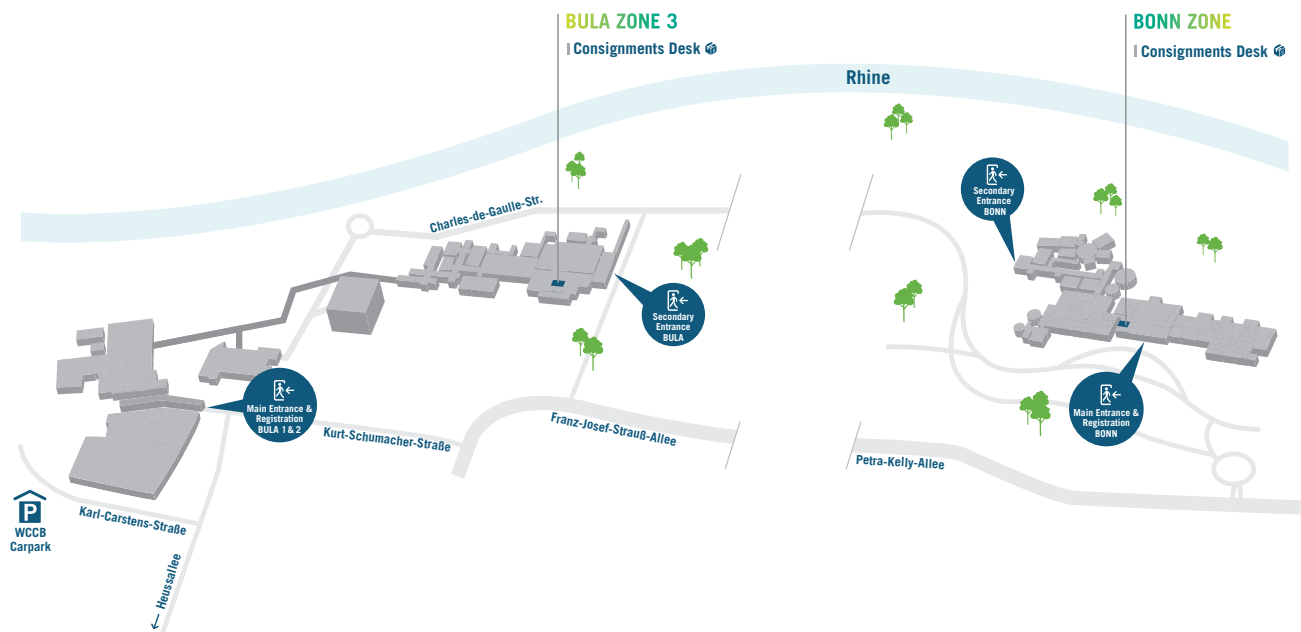 BULA ZONE 3
Consignments Desk
BONN ZONE
Consignments Desk
Rhine
Secondary
Entrance
BONN
Charles-de-Gaulle-Str.
Secondary
Entrance
BULA
Main Entrance &
Registration
BULA 1 & 2
Main Entrance &
Registration
BONN
Kurt-Schumacher-Straße
Franz-Josef-Strauß-Allee
Petra-Kelly-Allee
P
WCCB
Carpark
Karl-Carstens-Straße
← Heussallee